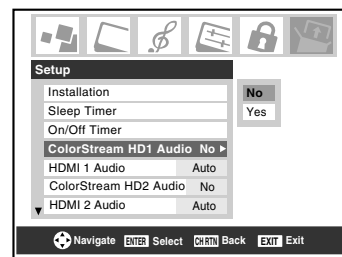 Setup
Installation
Sleep Timer
On/Off Timer
ColorStream HD1 Audio No
HDMI 1 Audio Auto
ColorStream HD2 Audio No
HDMI 2 Audio Auto
No
Yes
Navigate ENTER Select CH RTN Back EXIT Exit